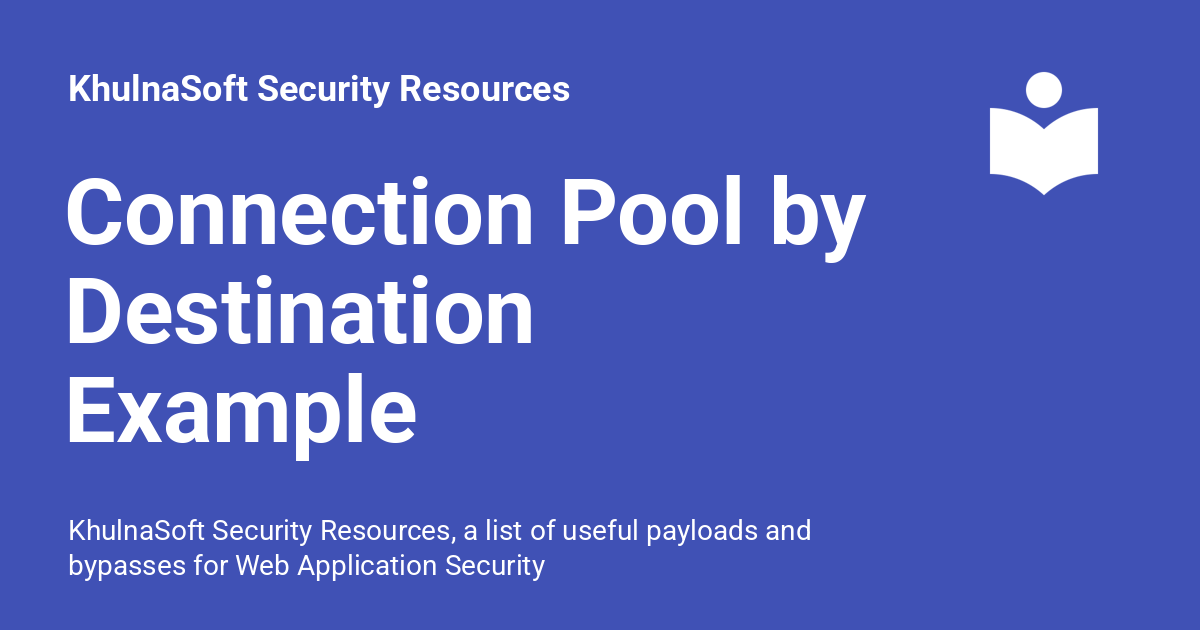 KhulnaSoft Security Resources
Connection Pool by
Destination
Example
KhulnaSoft Security Resources, a list of useful payloads and
bypasses for Web Application Security